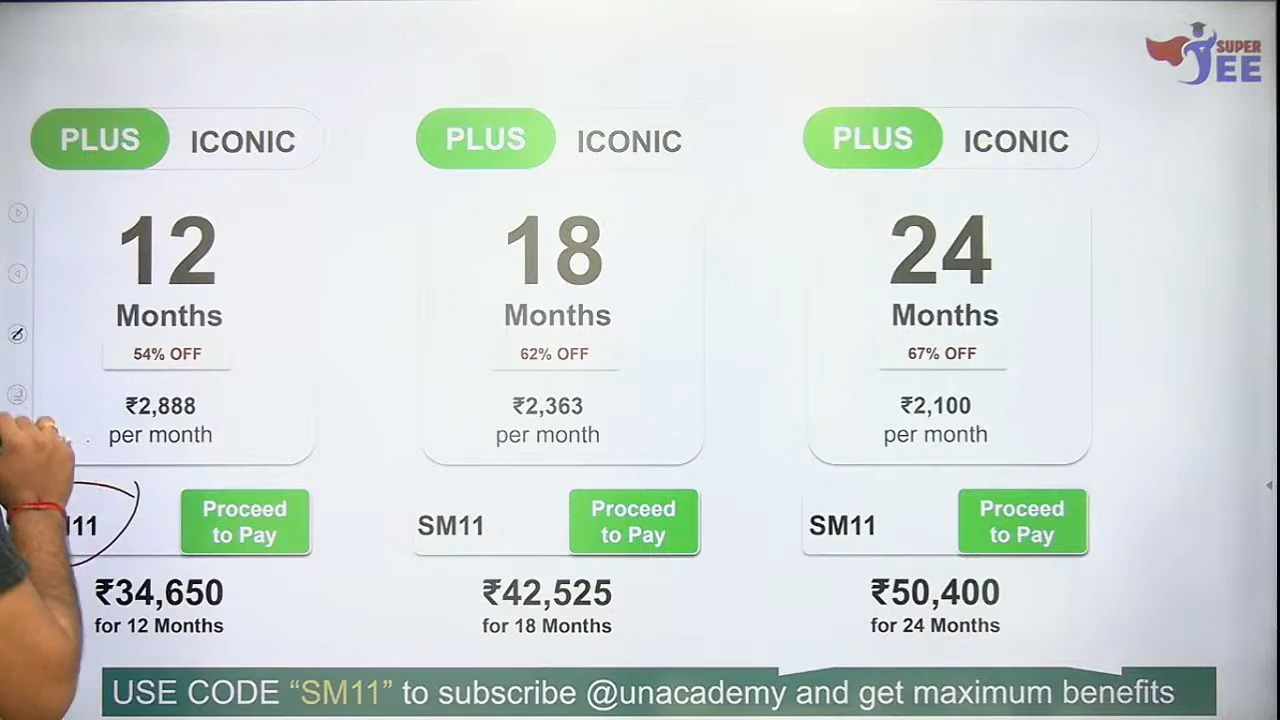 SUPER
JEE
PLUS ICONIC
12
Months
54% OFF
₹2,888
per month
11
Proceed
to Pay
₹34,650
for 12 Months
PLUS ICONIC
18
Months
62% OFF
₹2,363
per month
SM11
Proceed
to Pay
₹42,525
for 18 Months
PLUS ICONIC
24
Months
67% OFF
₹2,100
per month
SM11
Proceed
to Pay
₹50,400
for 24 Months
USE CODE “SM11” to subscribe @unacademy and get maximum benefits